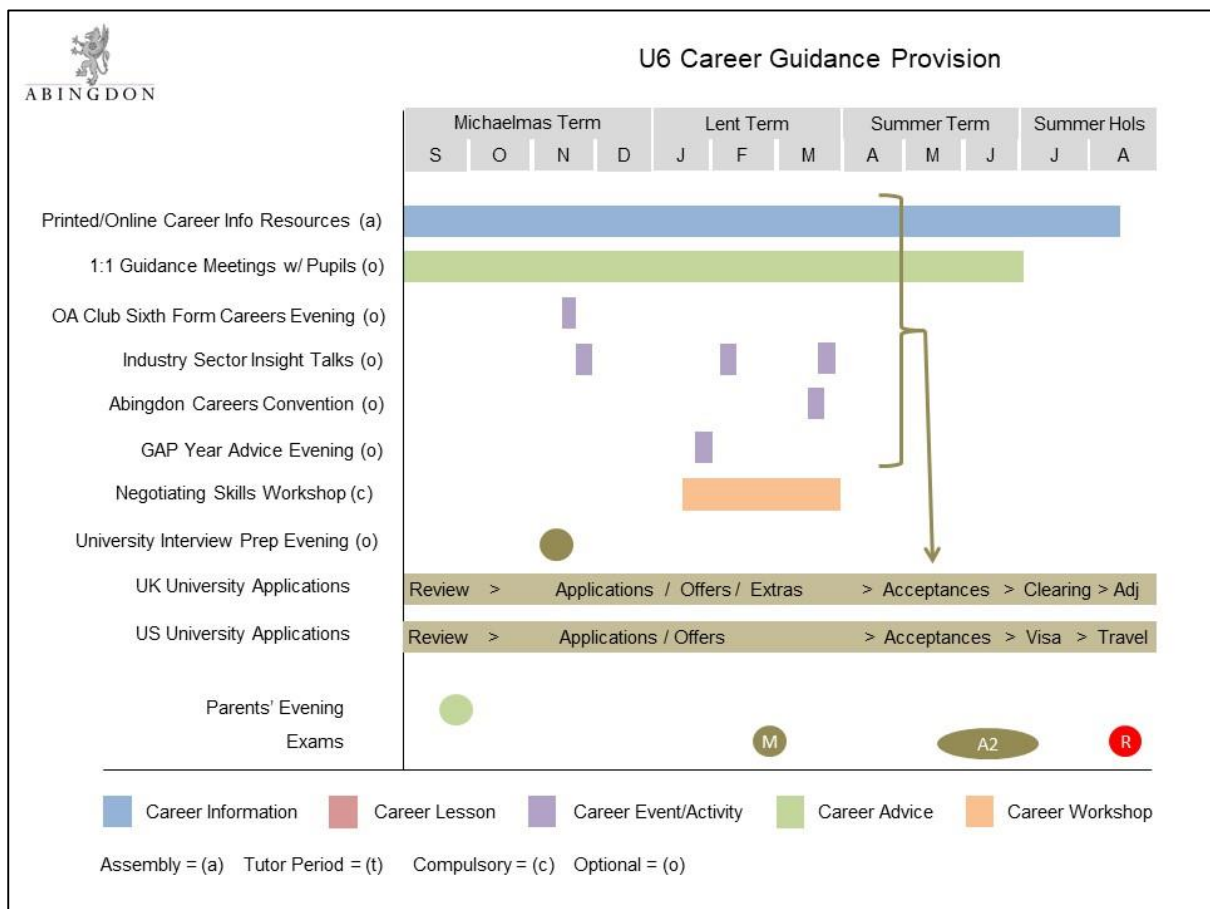 ABINGDON
U6 Career Guidance Provision
Michaelmas Term Lent Term Summer Term Summer Hols
S O N D J F M A M J J A
Printed/Online Career Info Resources (a)
1:1 Guidance Meetings w/ Pupils (o)
OA Club Sixth Form Careers Evening (o)
Industry Sector Insight Talks (o)
Abingdon Careers Convention (o)
GAP Year Advice Evening (o)
Negotiating Skills Workshop (c)
University Interview Prep Evening (o)
UK University Applications Review > Applications / Offers / Extras > Acceptances > Clearing > Adj
US University Applications Review > Applications / Offers > Acceptances > Visa > Travel
Parents' Evening
Exams M A2 R
Career Information Career Lesson Career Event/Activity Career Advice Career Workshop
Assembly = (a) Tutor Period = (t) Compulsory = (c) Optional = (o)